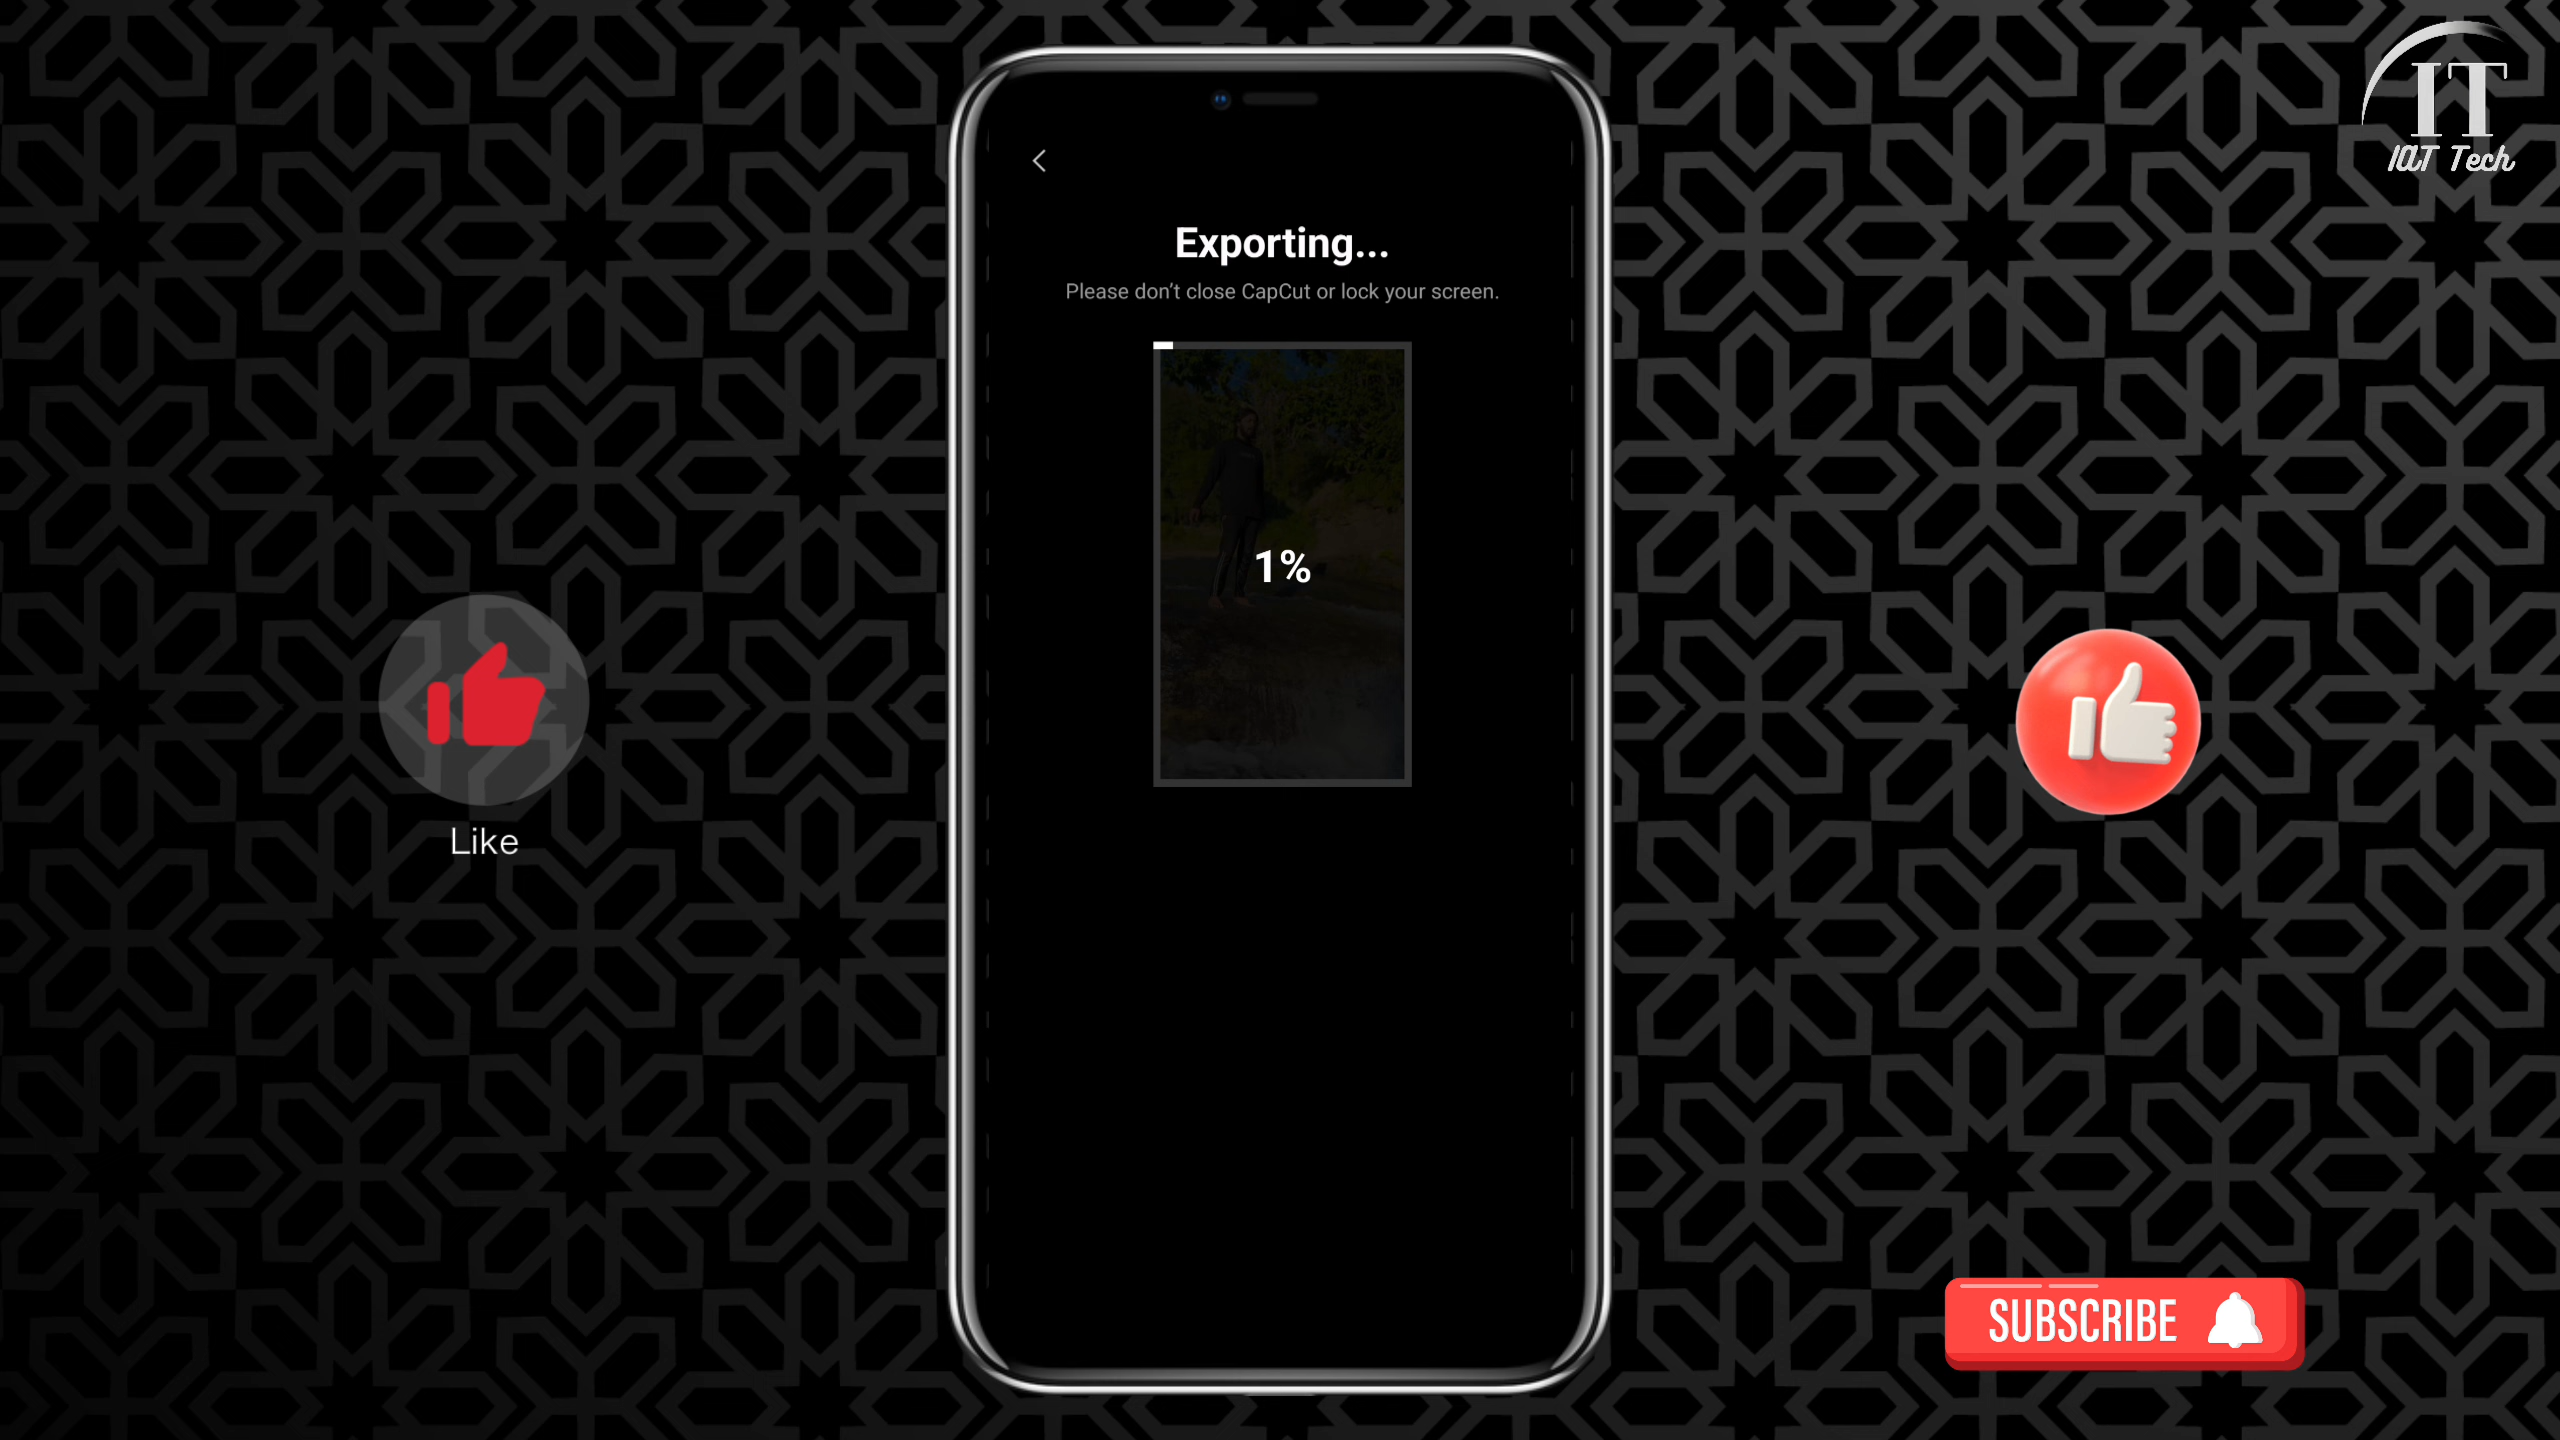 IT
IAT Tech
Exporting...
Please don't close CapCut or lock your screen.
1%
Like
SUBSCRIBE